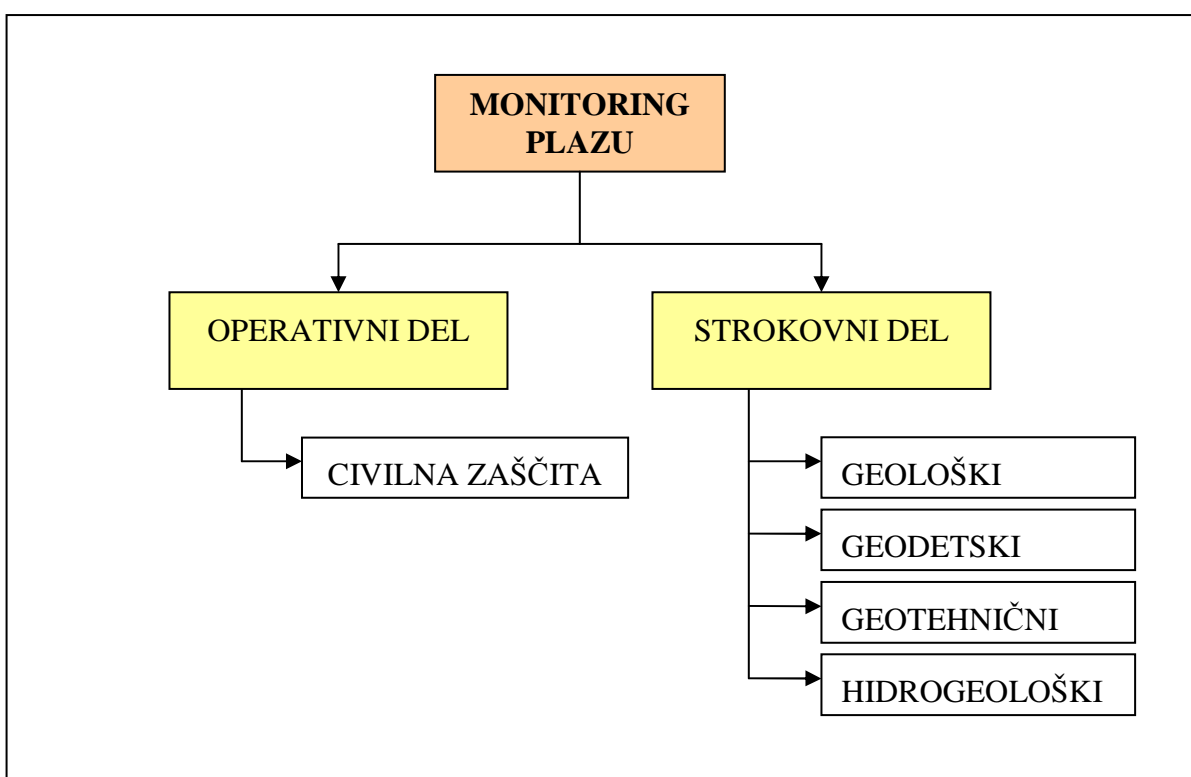 MONITORING
PLAZU
OPERATIVNI DEL
STROKOVNI DEL
CIVILNA ZAŠČITA
GEOLOŠKI
GEODETSKI
GEOTEHNIČNI
HIDROGEOLOŠKI